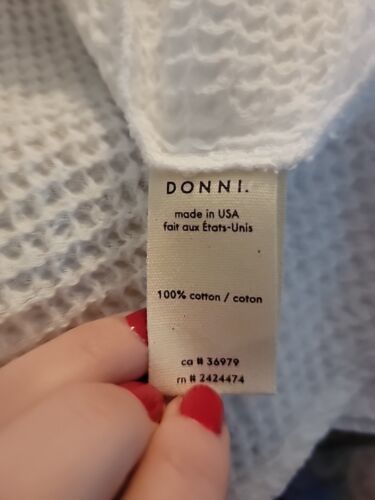 DONNI.
made in USA
fait aux États-Unis
100% cotton / coton
ca # 36979
rn # 2424474